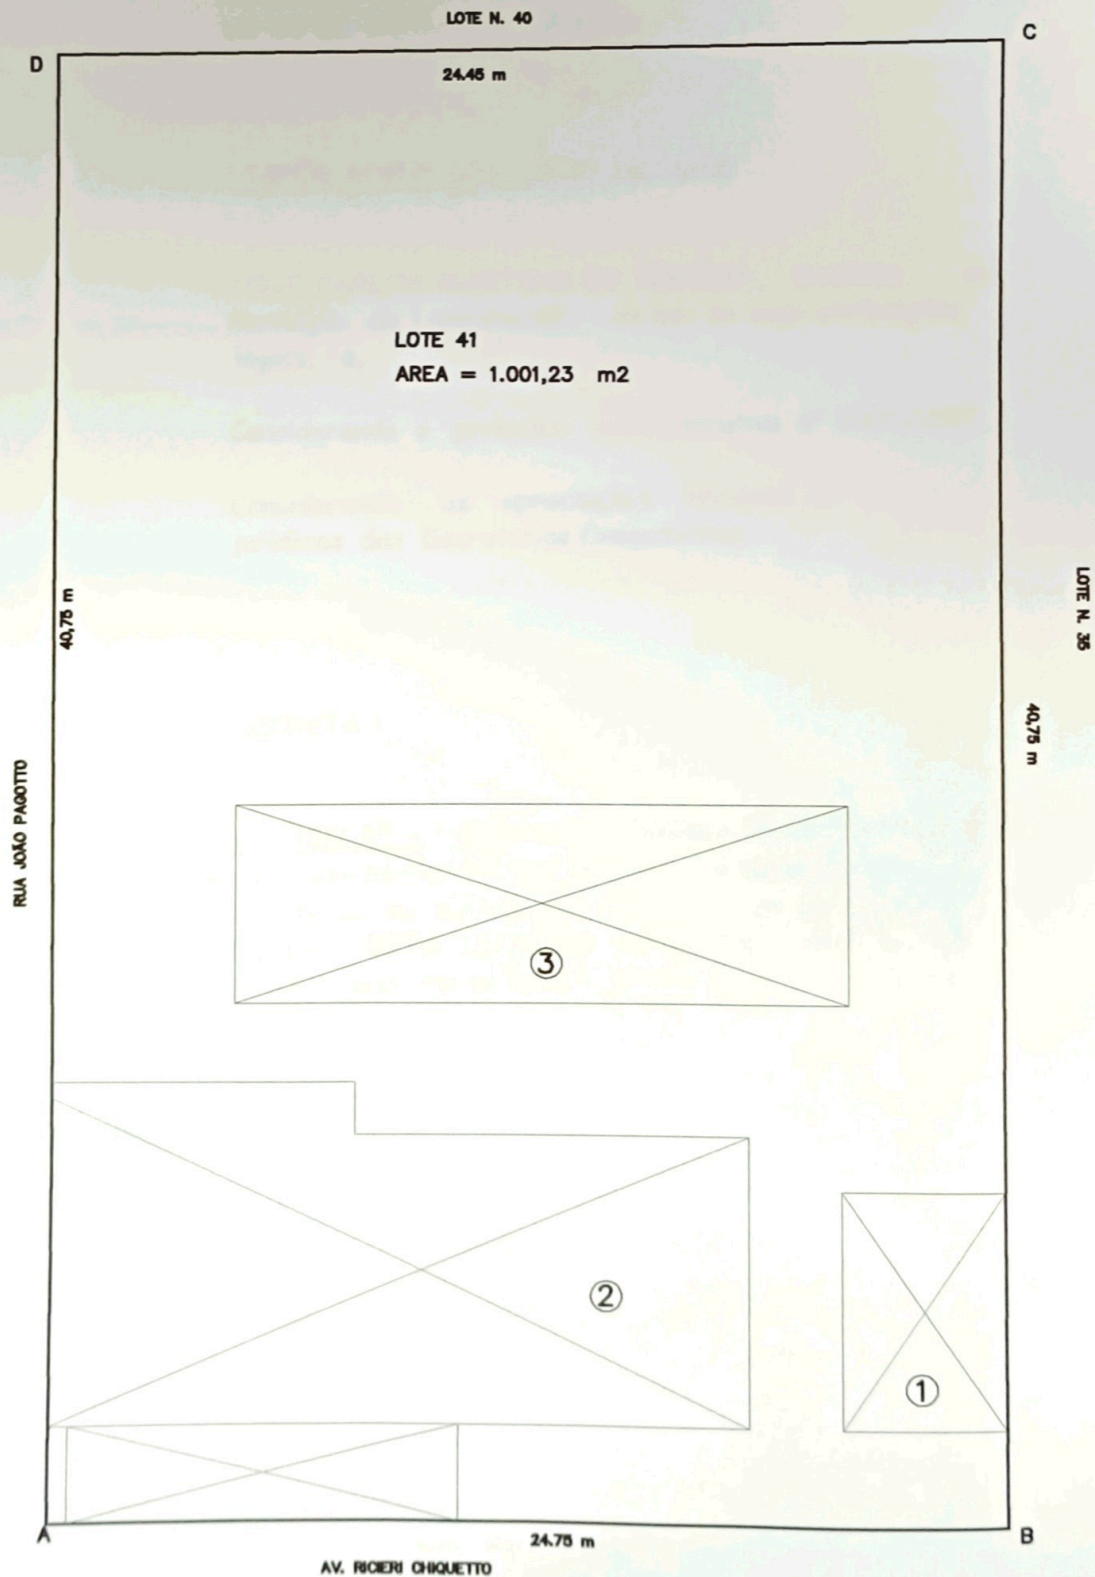 LOTE N. 40
C
D
24.45 m
LOTE 41
AREA = 1.001,23 m2
40,75 m
LOTE N. 35
40,75 m
RUA JOÃO PAGOTTO
3
2
1
A
24.75 m
B
AV. RICIERI CHIQUETTO